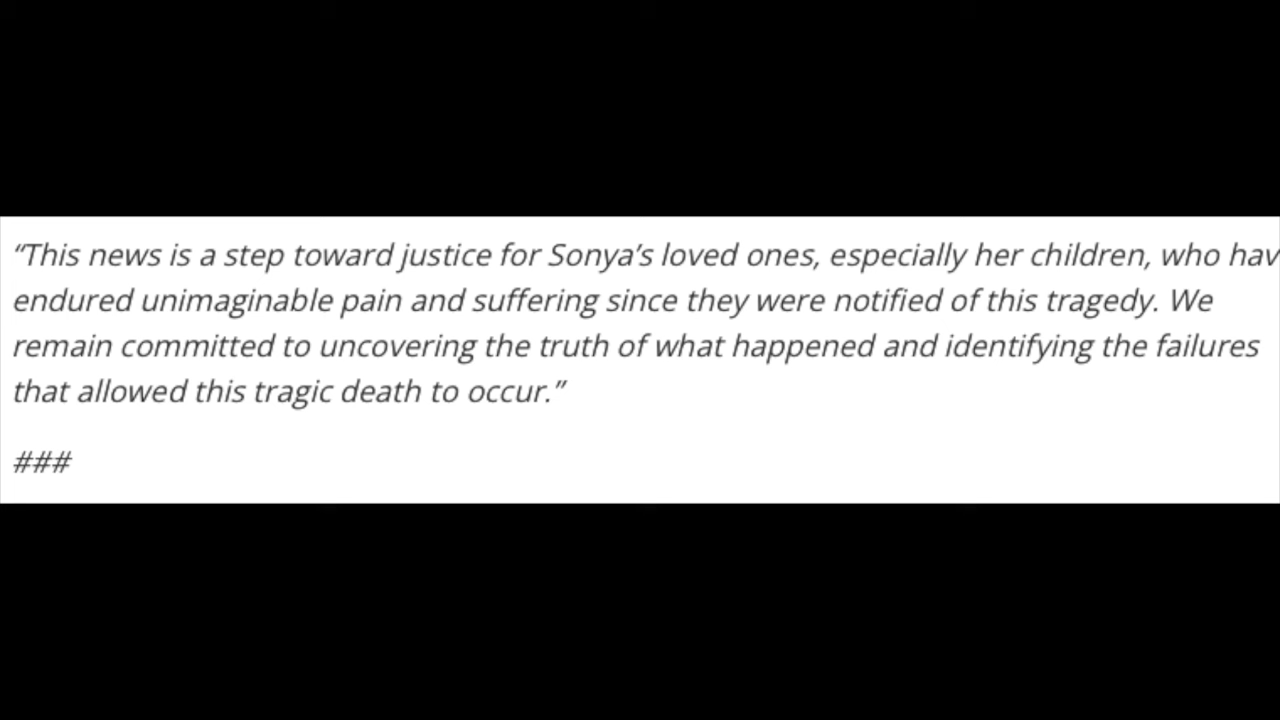 “This news is a step toward justice for Sonya’s loved ones, especially her children, who hav
endured unimaginable pain and suffering since they were notified of this tragedy. We
remain committed to uncovering the truth of what happened and identifying the failures
that allowed this tragic death to occur.”
###